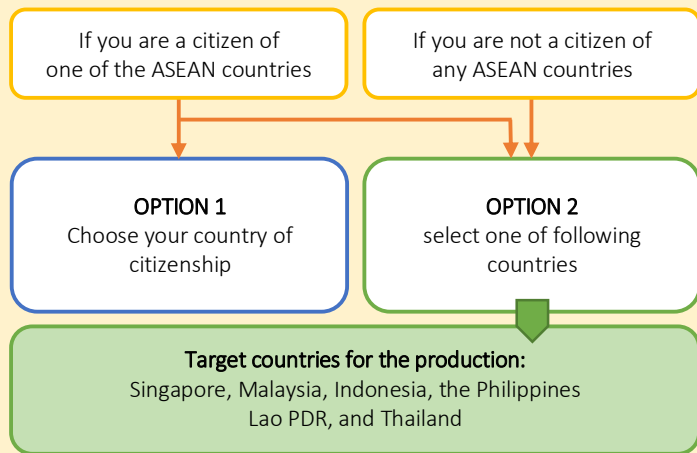 If you are a citizen of
one of the ASEAN countries
If you are not a citizen of
any ASEAN countries
OPTION 1
Choose your country of
citizenship
OPTION 2
select one of following
countries
Target countries for the production:
Singapore, Malaysia, Indonesia, the Philippines
Lao PDR, and Thailand